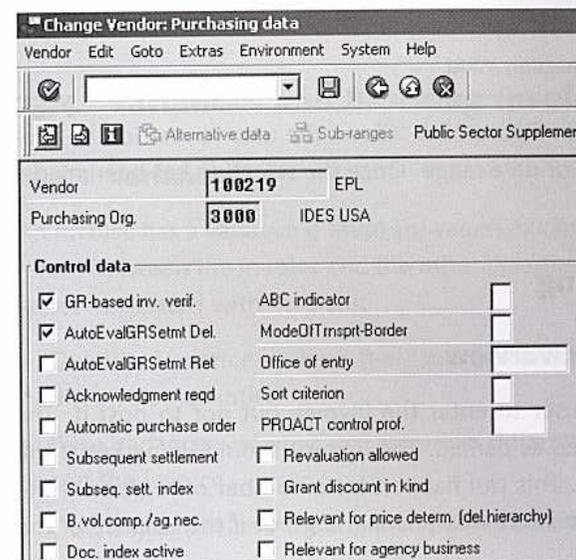 Change Vendor: Purchasing data
Vendor Edit Goto Extras Environment System Help
Alternative data Sub-ranges Public Sector Supplemen
Vendor 100219 EPL
Purchasing Org. 3000 IDES USA
Control data
GR-based inv. verif. ABC indicator
AutoEvalGRSetmt Del. ModeOfTrnsprt-Border
AutoEvalGRSetmt Ret Office of entry
Acknowledgment reqd Sort criterion
Automatic purchase order PROACT control prof.
Subsequent settlement Revaluation allowed
Subseq. sett. index Grant discount in kind
B.vol.comp./ag.nec. Relevant for price determ. (del.hierarchy)
Doc. index active Relevant for agency business